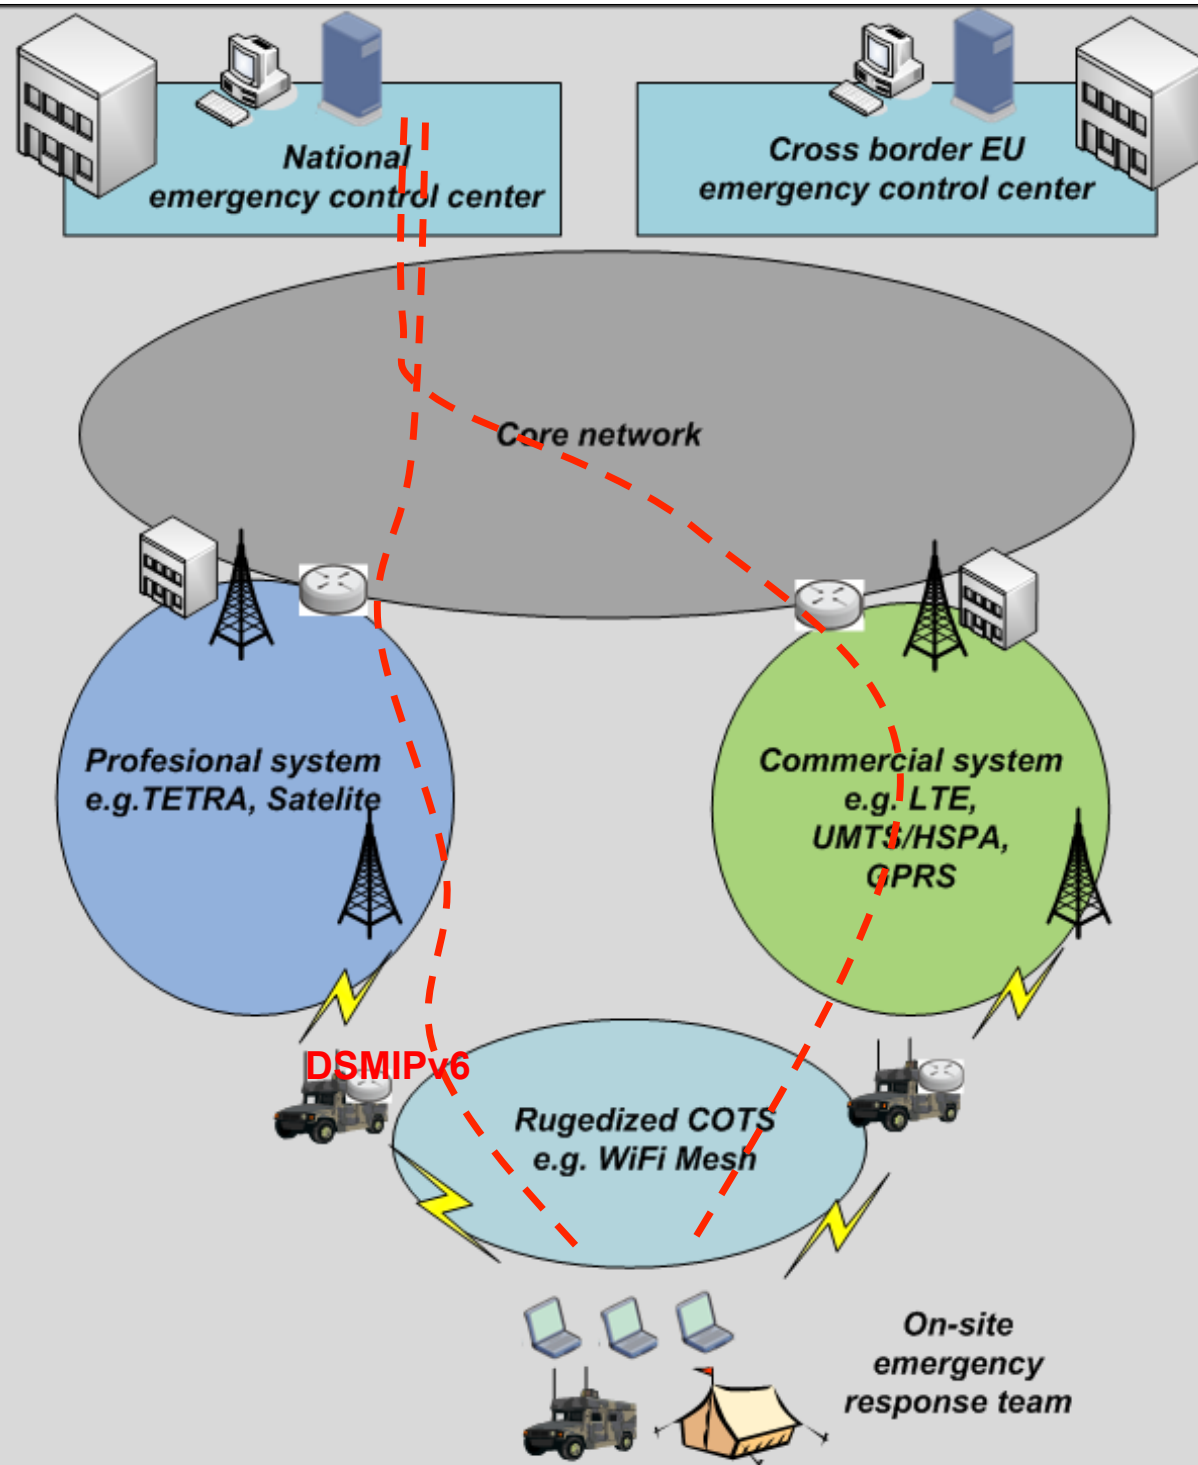 National
emergency control center
Cross border EU
emergency control center
Core network
Profesional system
e.g.TETRA, Satelite
Commercial system
e.g. LTE,
UMTS/HSPA,
GPRS
DSMIPv6
Rugedized COTS
e.g. WiFi Mesh
On-site
emergency
response team